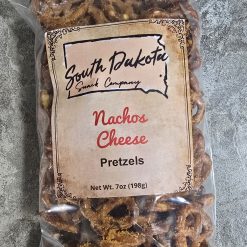 South Dakota
Snack Company
Nachos
Cheese
Pretzels
Net Wt. 7oz (198g)